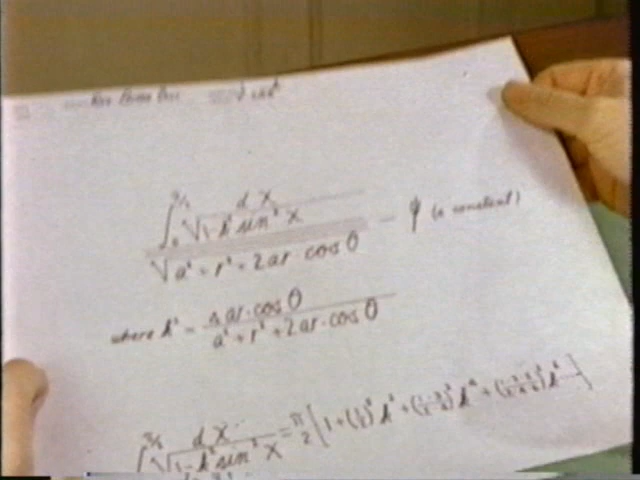 ∫₀^{π/2} dx / √(1-k² sin² x)
√a² + r² + 2ar · cos θ = φ (a constant)
where k² = 4ar·cos θ / a² + r² + 2ar·cos θ
∫₀^{π/2} dx / √(1-k² sin² x) = π/2 [1+(1/2)² k² + (1·3/2·4)² k⁴ + (1·3·5/2·4·6)² k⁶ —]